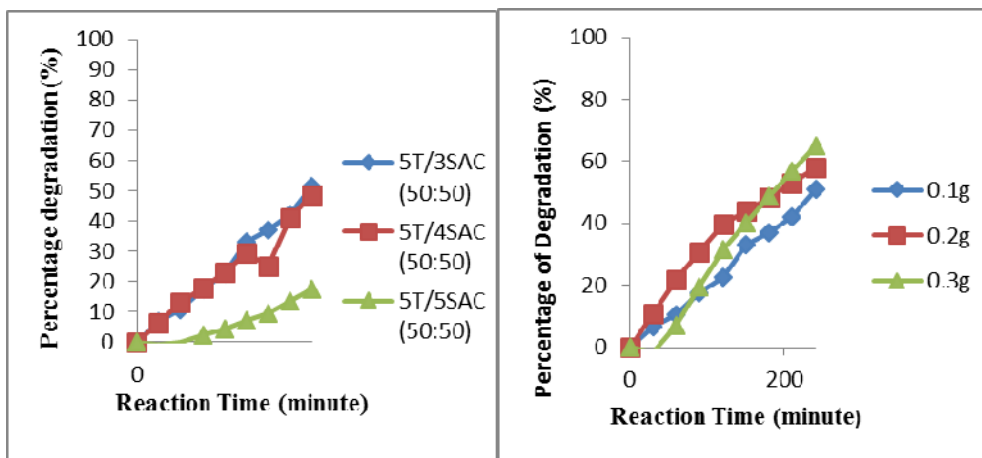 Percentage degradation (%)
100
90
80
70
60
50
40
30
20
10
0
0
Reaction Time (minute)
5T/3SAC
(50:50)
5T/4SAC
(50:50)
5T/5SAC
(50:50)
Percentage of Degradation (%)
100
80
60
40
20
0
0 200
Reaction Time (minute)
0.1g
0.2g
0.3g